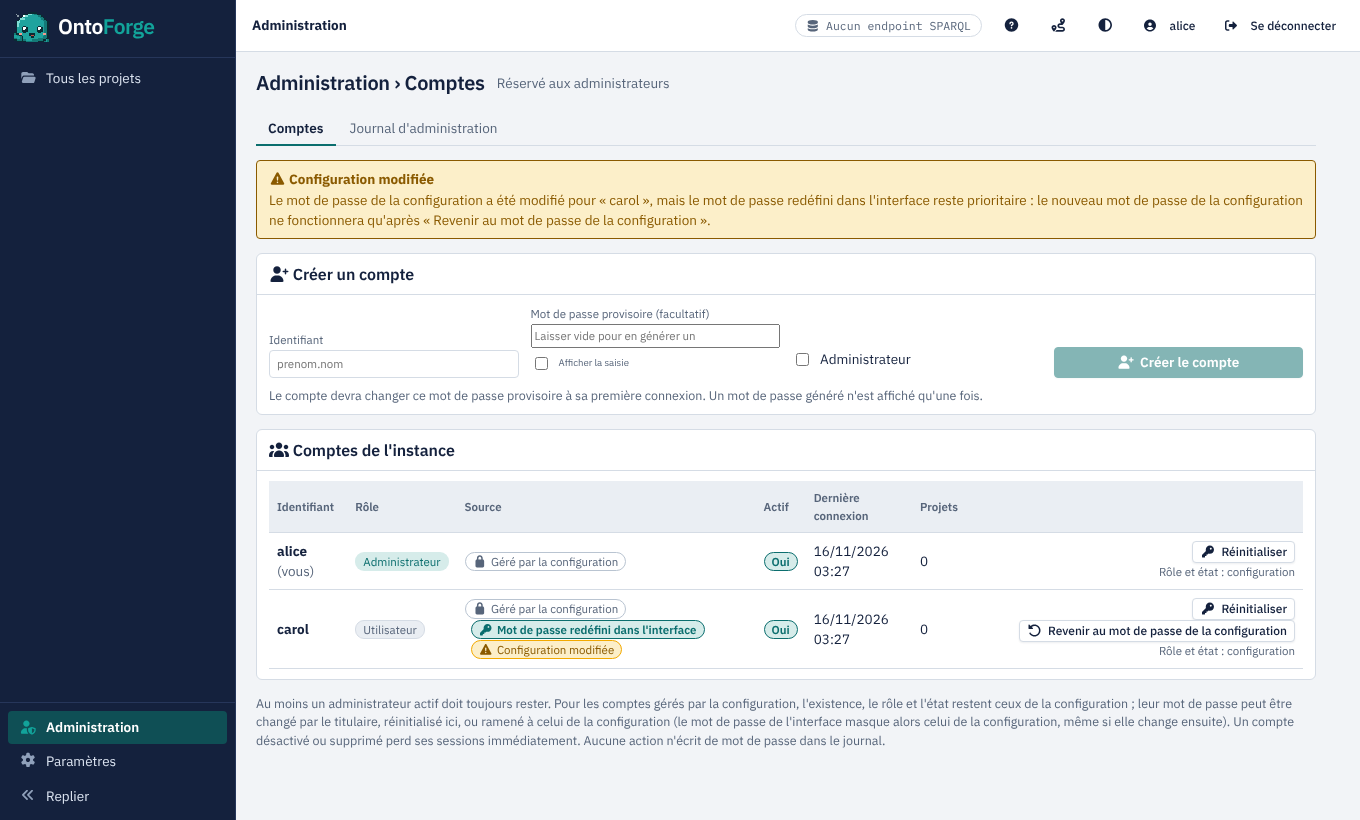 OntoForge
Administration
Aucun endpoint SPARQL
alice
Se déconnecter
Tous les projets
Administration › Comptes
Réservé aux administrateurs
Comptes
Journal d'administration
Configuration modifiée
Le mot de passe de la configuration a été modifié pour « carol », mais le mot de passe redéfini dans l'interface reste prioritaire : le nouveau mot de passe de la configuration
ne fonctionnera qu'après « Revenir au mot de passe de la configuration ».
Créer un compte
Mot de passe provisoire (facultatif)
Identifiant
Laisser vide pour en générer un
prenom.nom
Afficher la saisie
Administrateur
Créer le compte
Le compte devra changer ce mot de passe provisoire à sa première connexion. Un mot de passe généré n'est affiché qu'une fois.
Comptes de l'instance
Identifiant
Rôle
Source
Actif
Dernière
connexion
Projets
alice
(vous)
Administrateur
Géré par la configuration
Oui
16/11/2026
03:27
0
Réinitialiser
Rôle et état : configuration
carol
Utilisateur
Géré par la configuration
Mot de passe redéfini dans l'interface
Configuration modifiée
Oui
16/11/2026
03:27
0
Réinitialiser
Revenir au mot de passe de la configuration
Rôle et état : configuration
Au moins un administrateur actif doit toujours rester. Pour les comptes gérés par la configuration, l'existence, le rôle et l'état restent ceux de la configuration ; leur mot de passe peut être
changé par le titulaire, réinitialisé ici, ou ramené à celui de la configuration (le mot de passe de l'interface masque alors celui de la configuration, même si elle change ensuite). Un compte
désactivé ou supprimé perd ses sessions immédiatement. Aucune action n'écrit de mot de passe dans le journal.
Administration
Paramètres
Replier